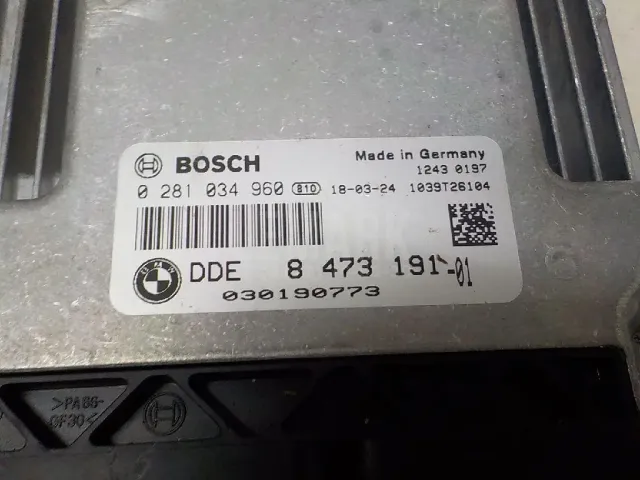 BOSCH
Made in Germany
1243 0197
0 281 034 960 810 18-03-24 1039T26104
BMW
DDE 8 473 191-01
030190773
>PA66-
GF30<